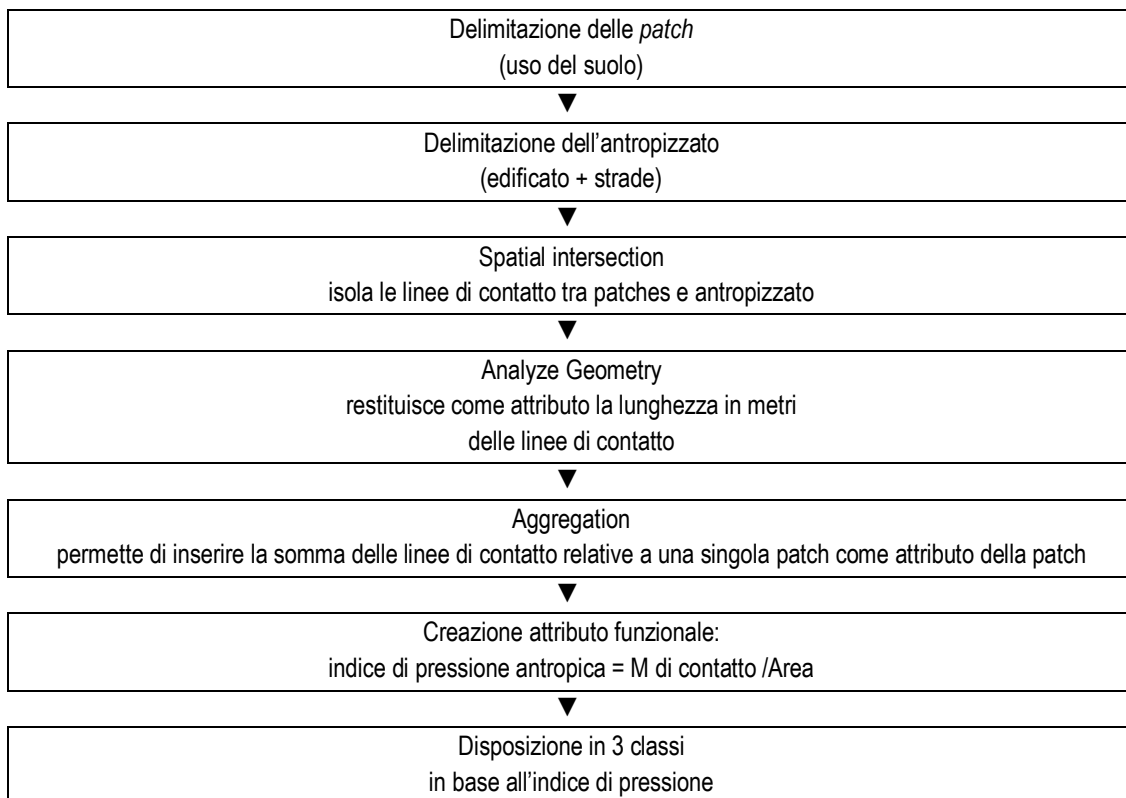 Delimitazione delle patch
(uso del suolo)
▼
Delimitazione dell'antropizzato
(edificato + strade)
▼
Spatial intersection
isola le linee di contatto tra patches e antropizzato
▼
Analyze Geometry
restituisce come attributo la lunghezza in metri
delle linee di contatto
▼
Aggregation
permette di inserire la somma delle linee di contatto relative a una singola patch come attributo della patch
▼
Creazione attributo funzionale:
indice di pressione antropica = M di contatto /Area
▼
Disposizione in 3 classi
in base all'indice di pressione